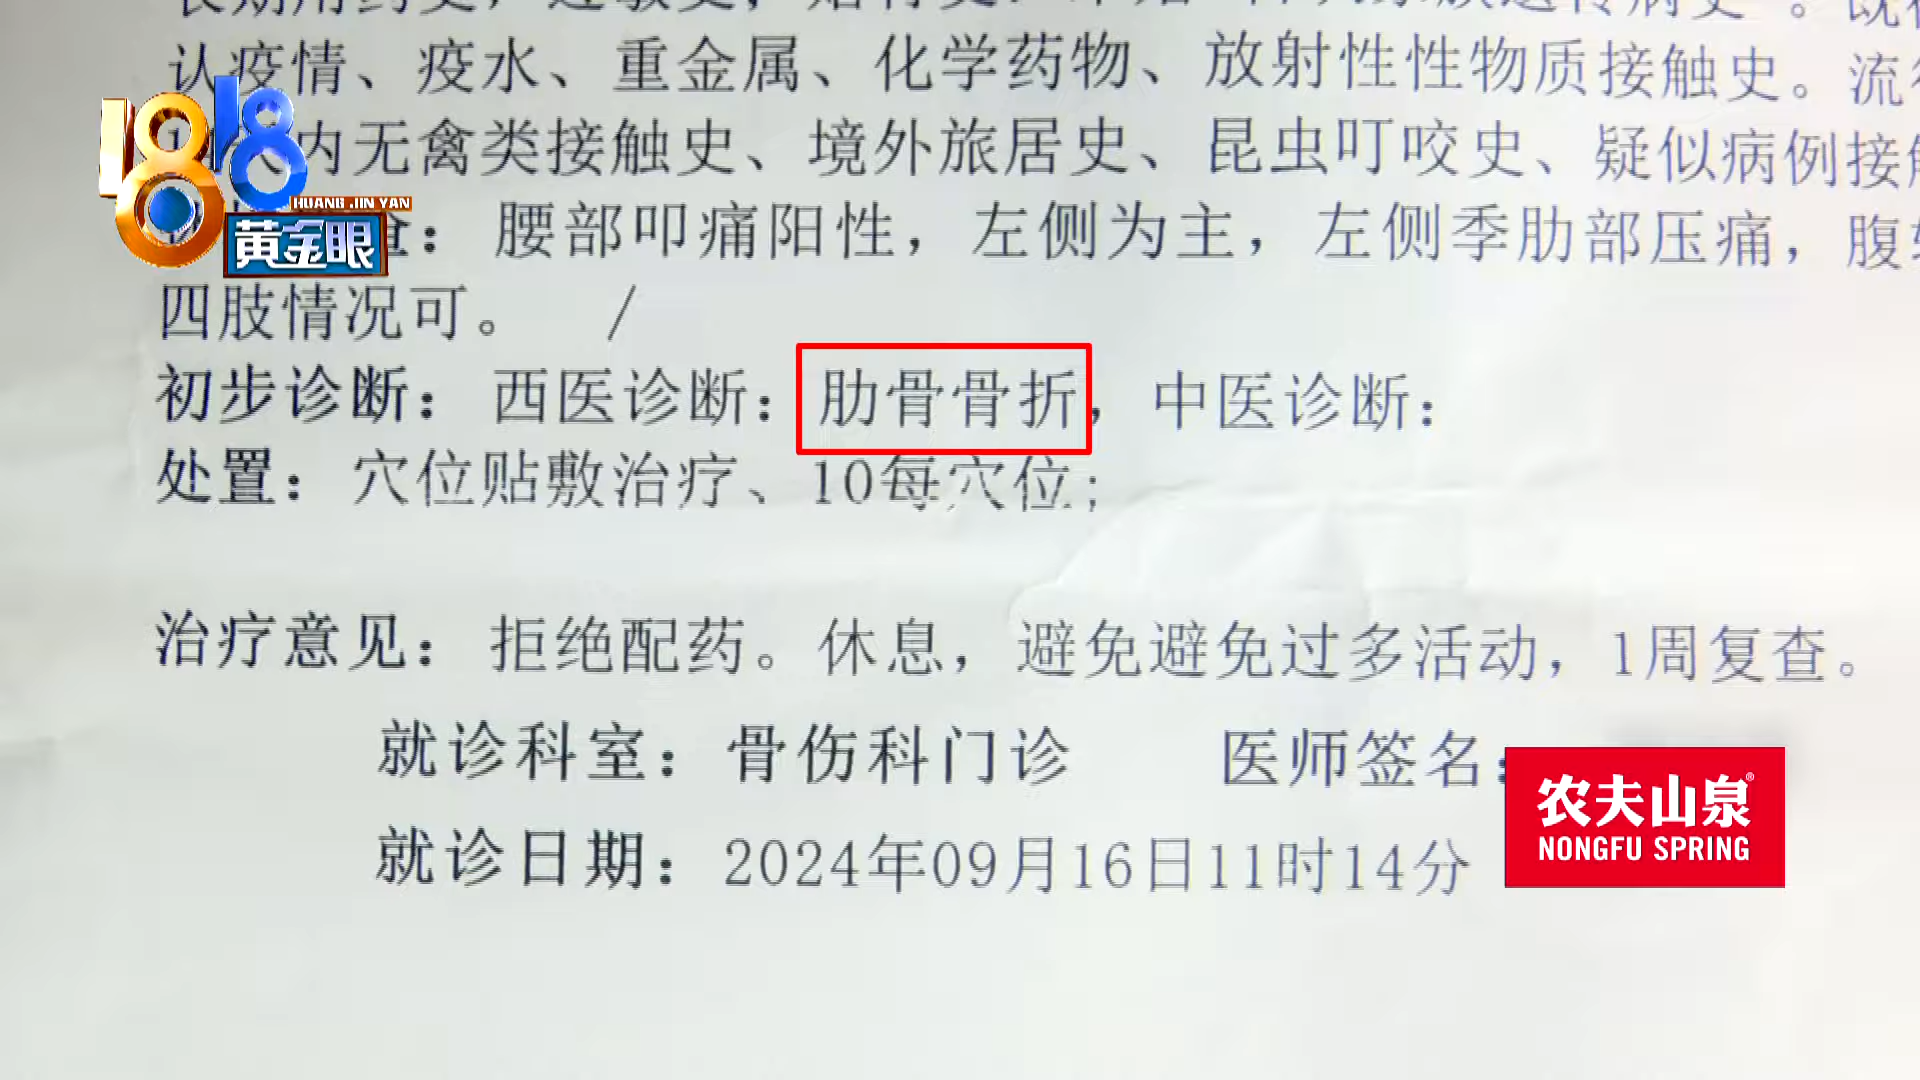 认疫情、疫水、重金属、化学药物、放射性性物质接触史。流
内无禽类接触史、境外旅居史、昆虫叮咬史、疑似病例接触
查: 腰部叩痛阳性,左侧为主,左侧季肋部压痛,腹
四肢情况可。 /
初步诊断: 西医诊断: 肋骨骨折, 中医诊断:
处置: 穴位贴敷治疗、10每穴位;
治疗意见: 拒绝配药。休息,避免避免过多活动,1周复查。
就诊科室: 骨伤科门诊 医师签名:
就诊日期: 2024年09月16日11时14分
1818
HUANG JIN YAN
黄金眼
农夫山泉®
NONGFU SPRING